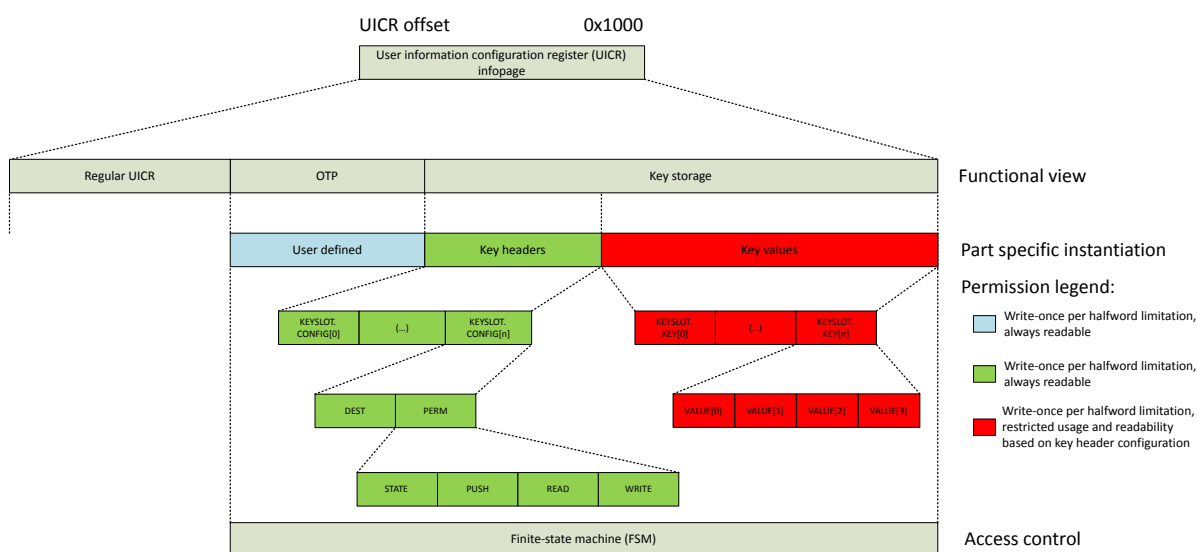 UICR offset 0x1000
User information configuration register (UICR)
infopage
Regular UICR OTP Key storage Functional view
User defined Key headers Key values Part specific instantiation
Permission legend:
KEYSLOT.
CONFIG[0]
(...)
KEYSLOT.
CONFIG[n]
KEYSLOT.
KEY[0]
(...)
KEYSLOT.
KEY[n]
Write-once per halfword limitation,
always readable
Write-once per halfword limitation,
always readable
DEST PERM
VALUE[0] VALUE[1] VALUE[2] VALUE[3]
Write-once per halfword limitation,
restricted usage and readability
based on key header configuration
STATE PUSH READ WRITE
Finite-state machine (FSM) Access control